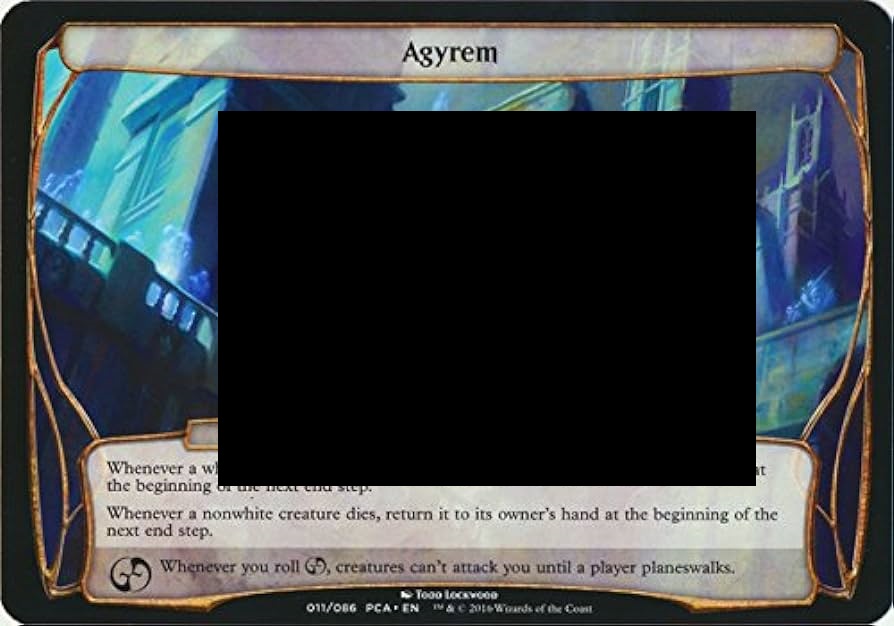 Agyrem
Whenever a
the beginning of the next end step.
Whenever a nonwhite creature dies, return it to its owner's hand at the beginning of the
next end step.
Whenever you roll , creatures can't attack you until a player planeswalks.
Todd Lockwood
011/086 PCA • EN ™ & © 2016 Wizards of the Coast